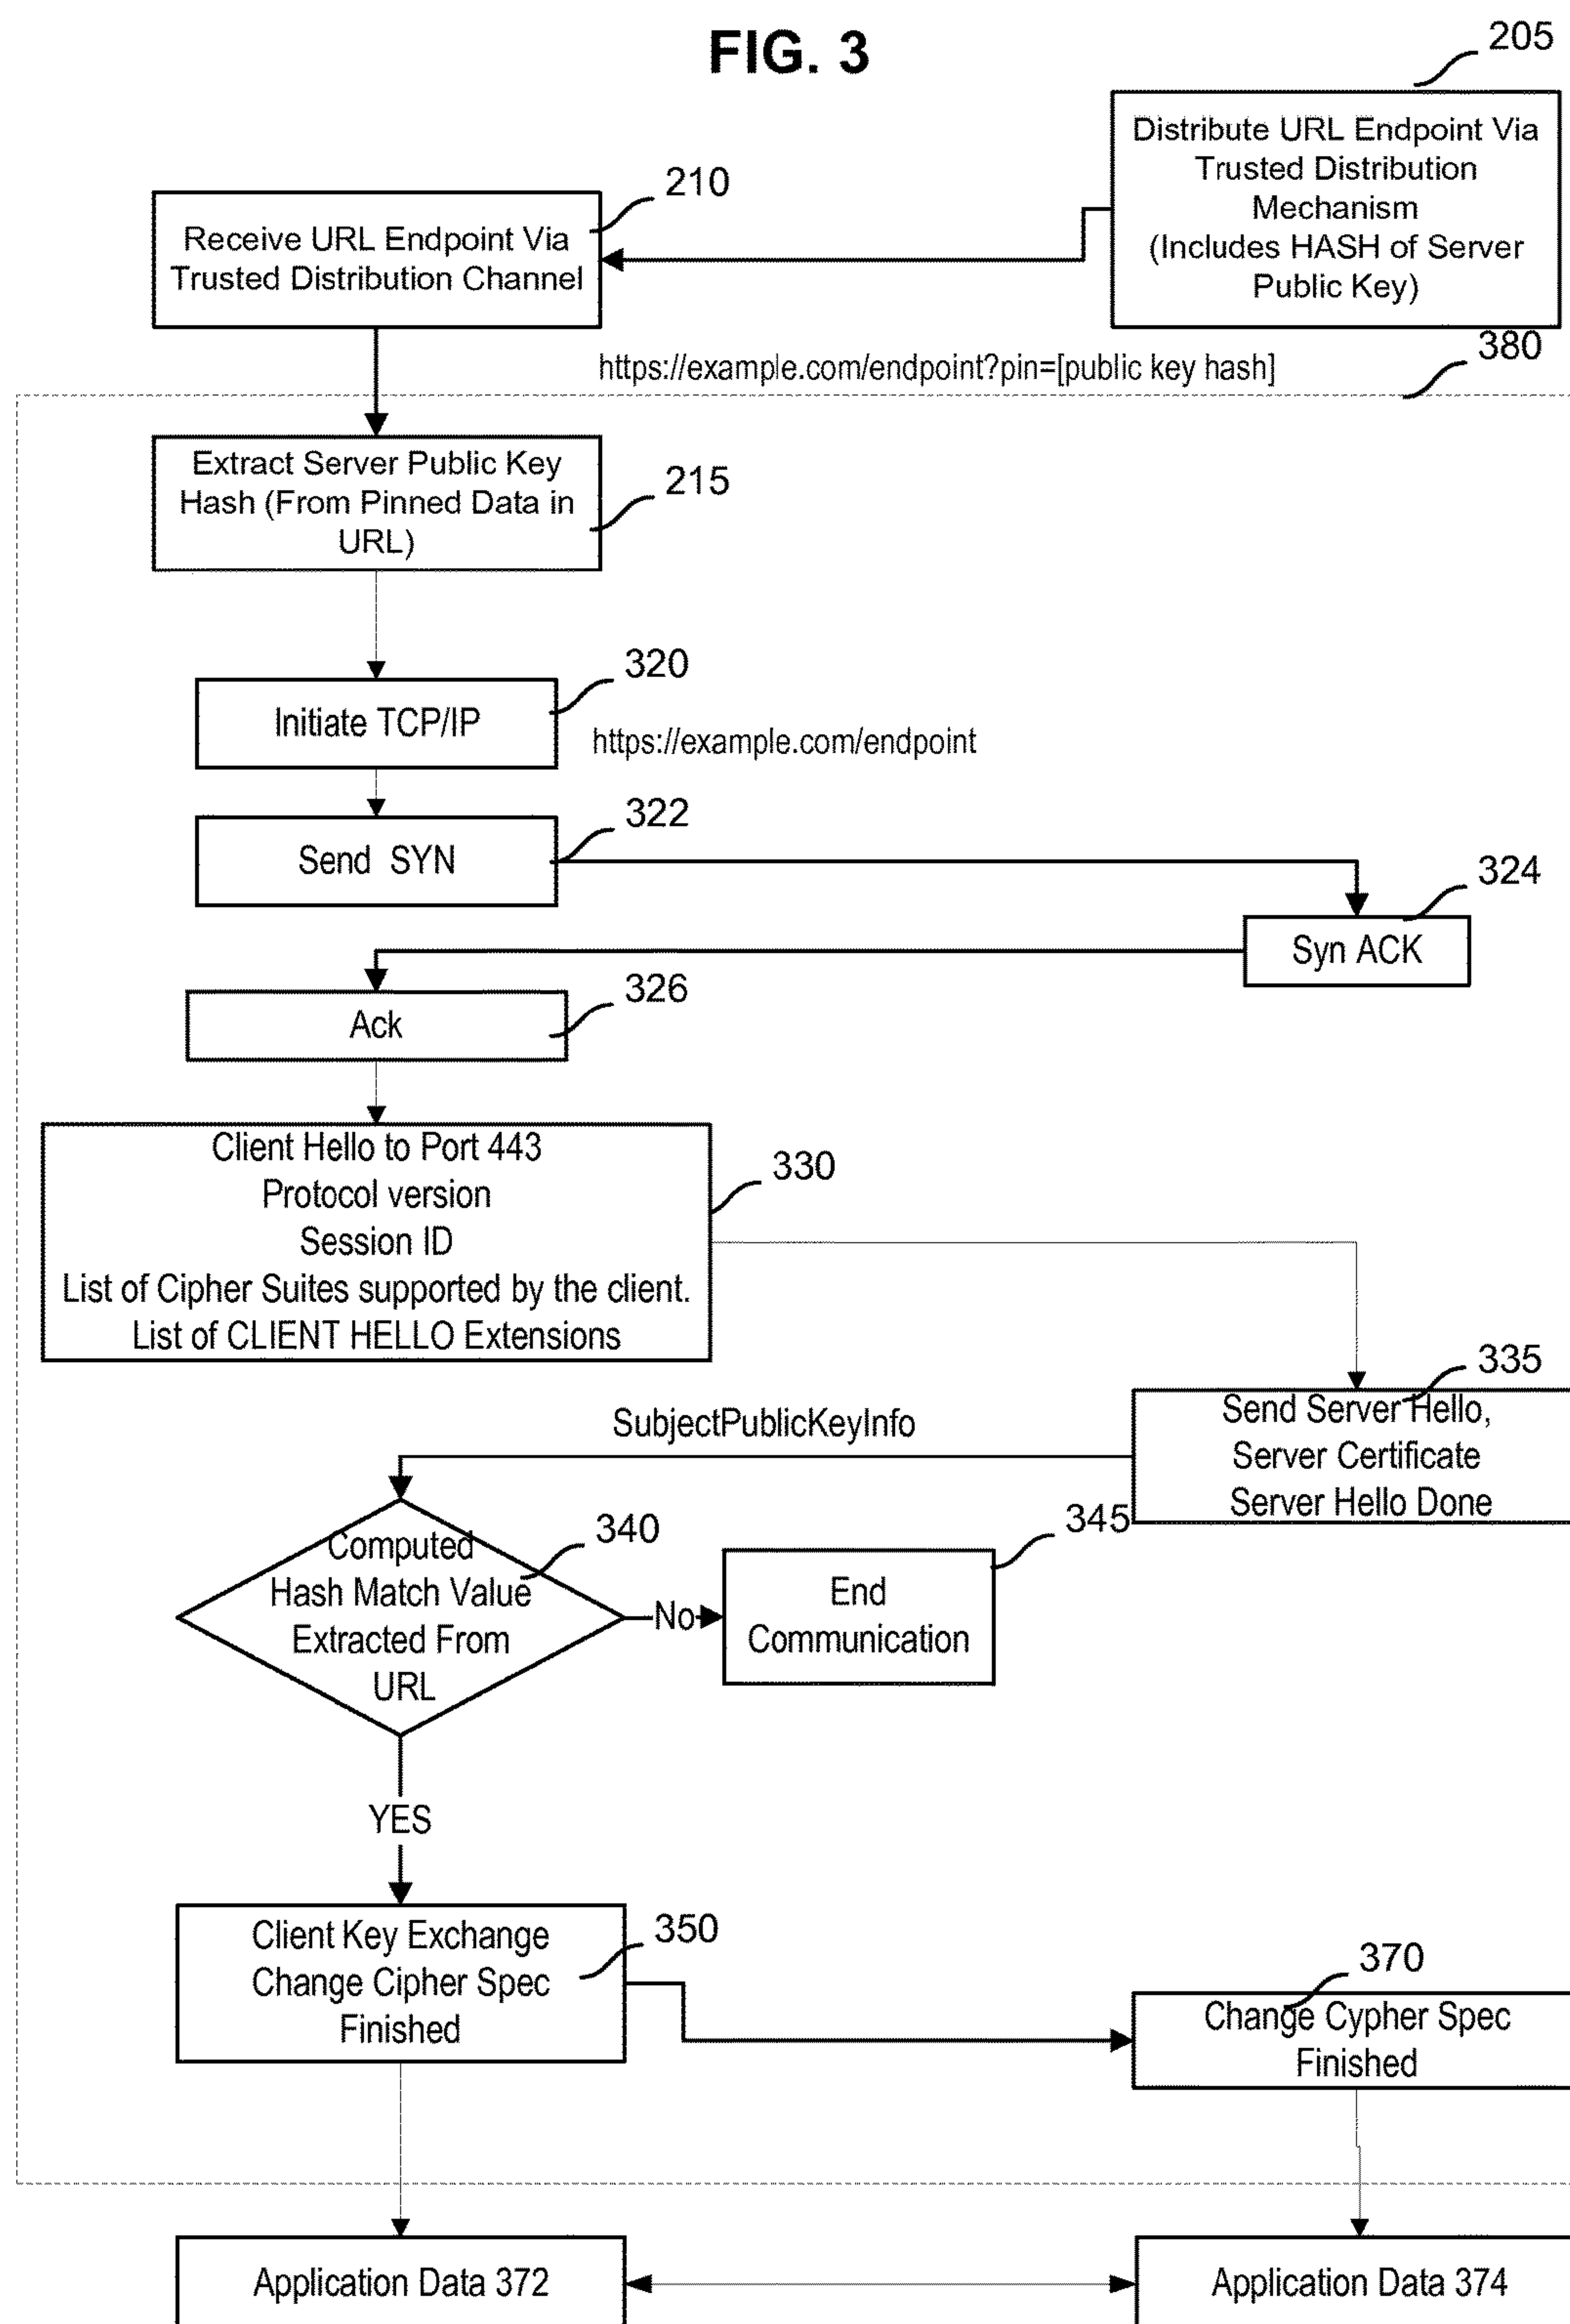 FIG. 3
205
Distribute URL Endpoint Via
Trusted Distribution
Mechanism
(Includes HASH of Server
Public Key)
210
Receive URL Endpoint Via
Trusted Distribution Channel
https://example.com/endpoint?pin=[public key hash]
380
Extract Server Public Key
Hash (From Pinned Data in
URL)
215
320
Initiate TCP/IP
https://example.com/endpoint
322
Send SYN
324
Syn ACK
326
Ack
Client Hello to Port 443
Protocol version
Session ID
List of Cipher Suites supported by the client.
List of CLIENT HELLO Extensions
330
335
Send Server Hello,
Server Certificate
Server Hello Done
SubjectPublicKeyInfo
340
Computed
Hash Match Value
Extracted From
URL
No
345
End
Communication
YES
Client Key Exchange
Change Cipher Spec
Finished
350
370
Change Cypher Spec
Finished
Application Data 372
Application Data 374